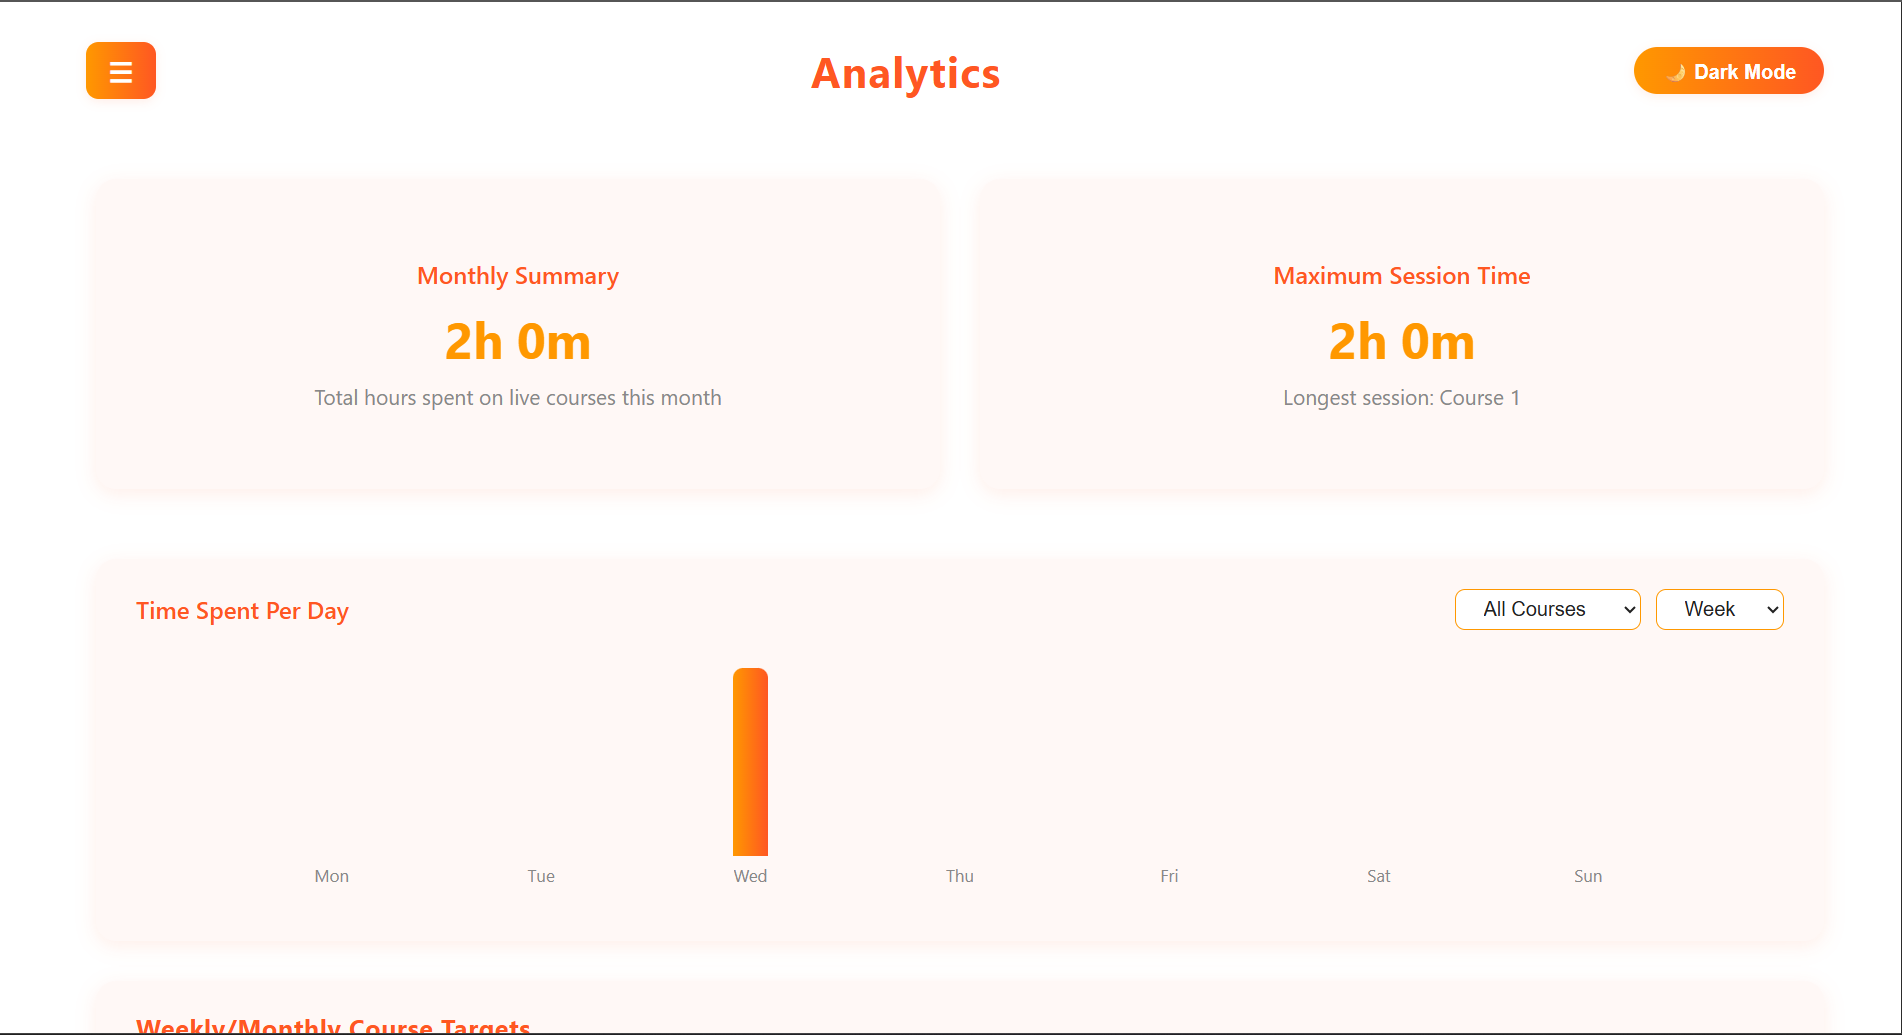 ☰
Analytics
🌙 Dark Mode
Monthly Summary
2h 0m
Total hours spent on live courses this month
Maximum Session Time
2h 0m
Longest session: Course 1
Time Spent Per Day
All Courses
Week
Mon Tue Wed Thu Fri Sat Sun
Weekly/Monthly Course Targets